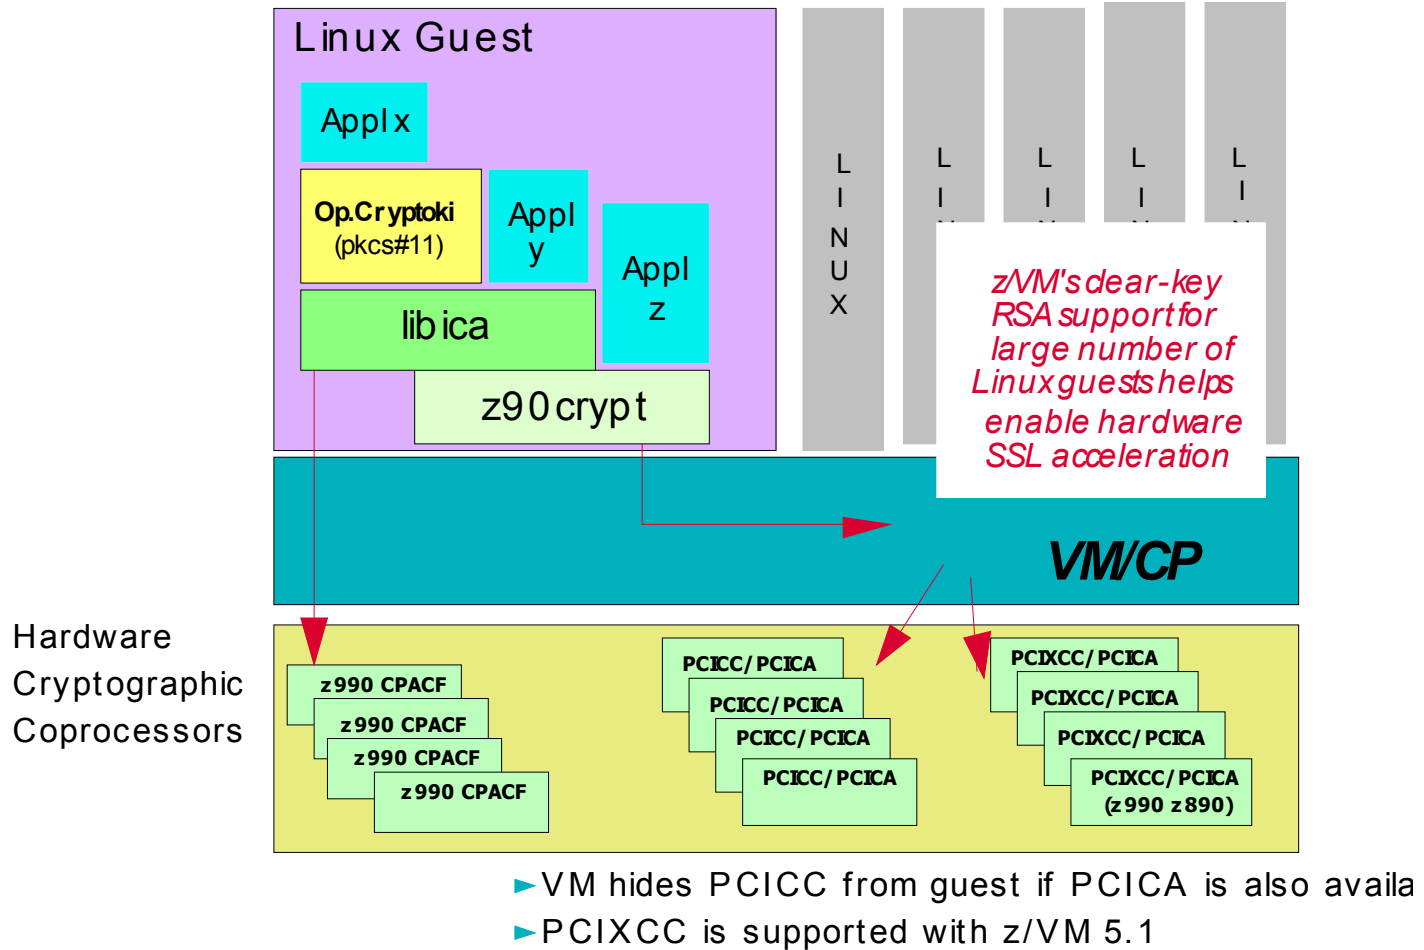 Linux Guest
Appl x
Op.Cryptoki
(pkcs#11)
Appl
y
Appl
z
libica
z90crypt
L
I
N
U
X
L
I
L
I
L
I
L
I
z/VM's clear-key
RSA support for
large number of
Linux guests helps
enable hardware
SSL acceleration
VM/CP
Hardware
Cryptographic
Coprocessors
z990 CPACF
z990 CPACF
z990 CPACF
z990 CPACF
PCICC/PCICA
PCICC/PCICA
PCICC/PCICA
PCICC/PCICA
PCIXCC/PCICA
PCIXCC/PCICA
PCIXCC/PCICA
PCIXCC/PCICA
(z990 z890)
►VM hides PCICC from guest if PCICA is also availa
►PCIXCC is supported with z/VM 5.1